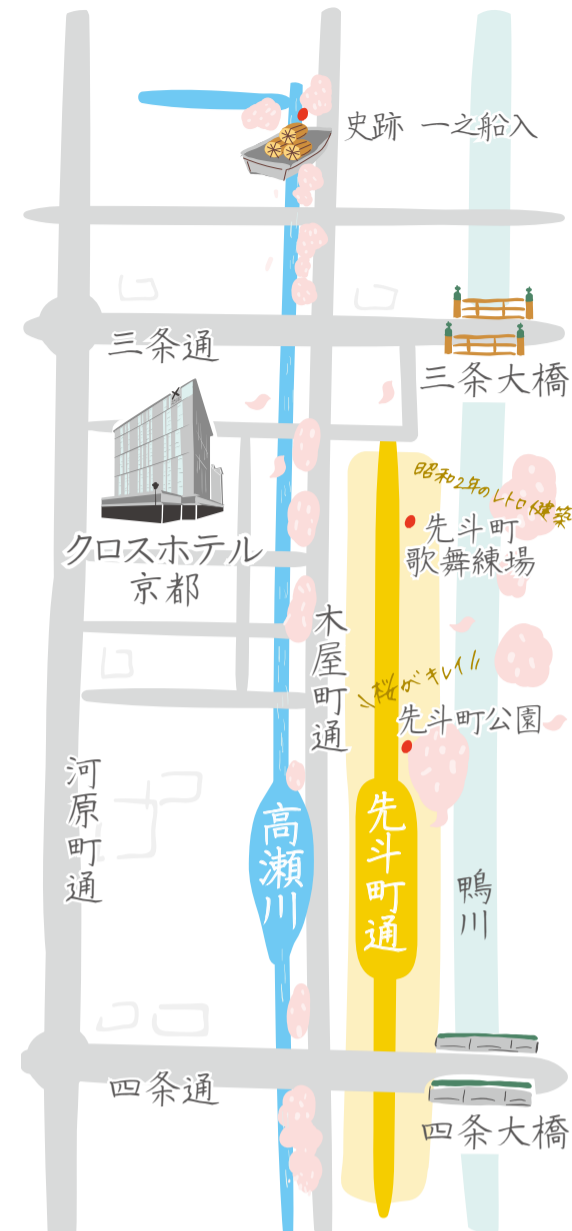 史跡 一之船入
三条通
三条大橋
昭和2年のレトロ健築
先斗町
歌舞練場
クロスホテル
京都
木屋町通
\\桜がキレイ//
先斗町公園
河原町通
高瀬川
先斗町通
鴨川
四条通
四条大橋